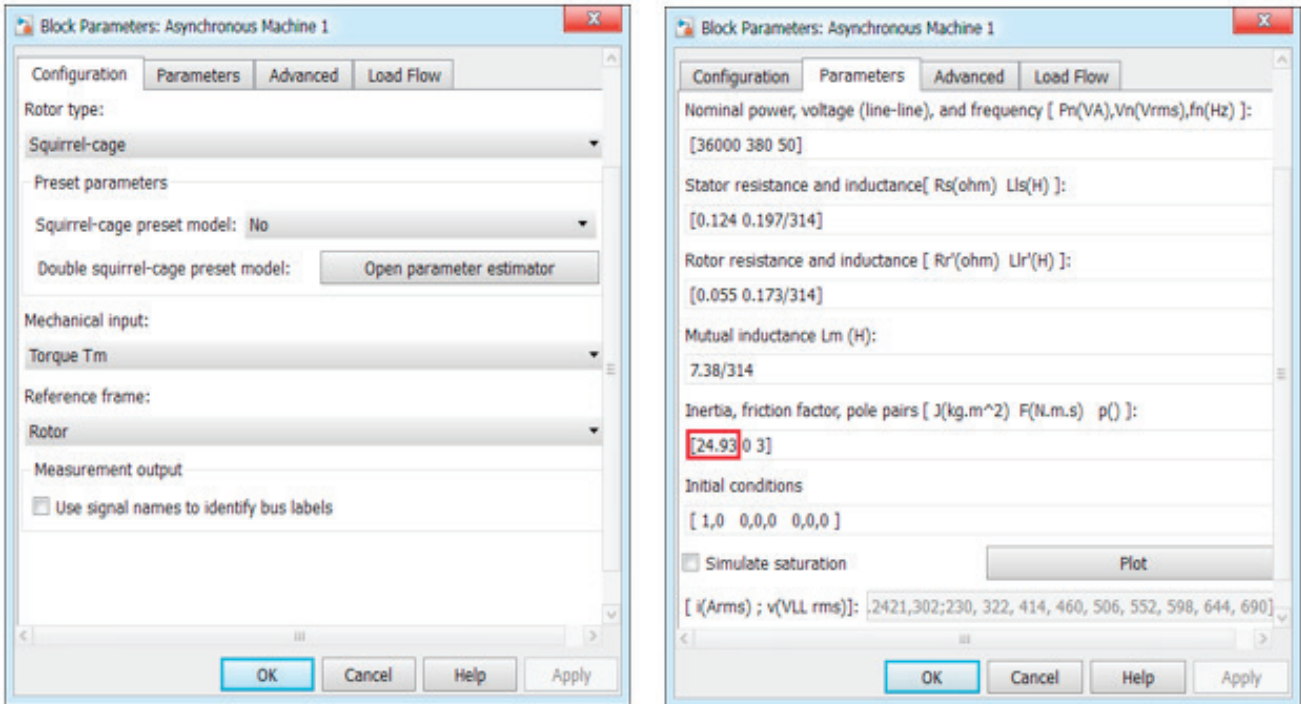 Block Parameters: Asynchronous Machine 1
x
Configuration Parameters Advanced Load Flow
Rotor type:
Squirrel-cage
Preset parameters
Squirrel-cage preset model: No
Double squirrel-cage preset model: Open parameter estimator
Mechanical input:
Torque Tm
Reference frame:
Rotor
Measurement output
Use signal names to identify bus labels
OK Cancel Help Apply
Block Parameters: Asynchronous Machine 1
x
Configuration Parameters Advanced Load Flow
Nominal power, voltage (line-line), and frequency [ Pn(VA),Vn(Vrms),fn(Hz) ]:
[36000 380 50]
Stator resistance and inductance[ Rs(ohm) Lls(H) ]:
[0.124 0.197/314]
Rotor resistance and inductance [ Rr'(ohm) Llr'(H) ]:
[0.055 0.173/314]
Mutual inductance Lm (H):
7.38/314
Inertia, friction factor, pole pairs [ J(kg.m^2) F(N.m.s) p() ]:
[24.93 0 3]
Initial conditions
[ 1,0 0,0,0 0,0,0 ]
Simulate saturation Plot
[ i(Arms) ; v(VLL rms)]: .2421,302;230, 322, 414, 460, 506, 552, 598, 644, 690]
OK Cancel Help Apply